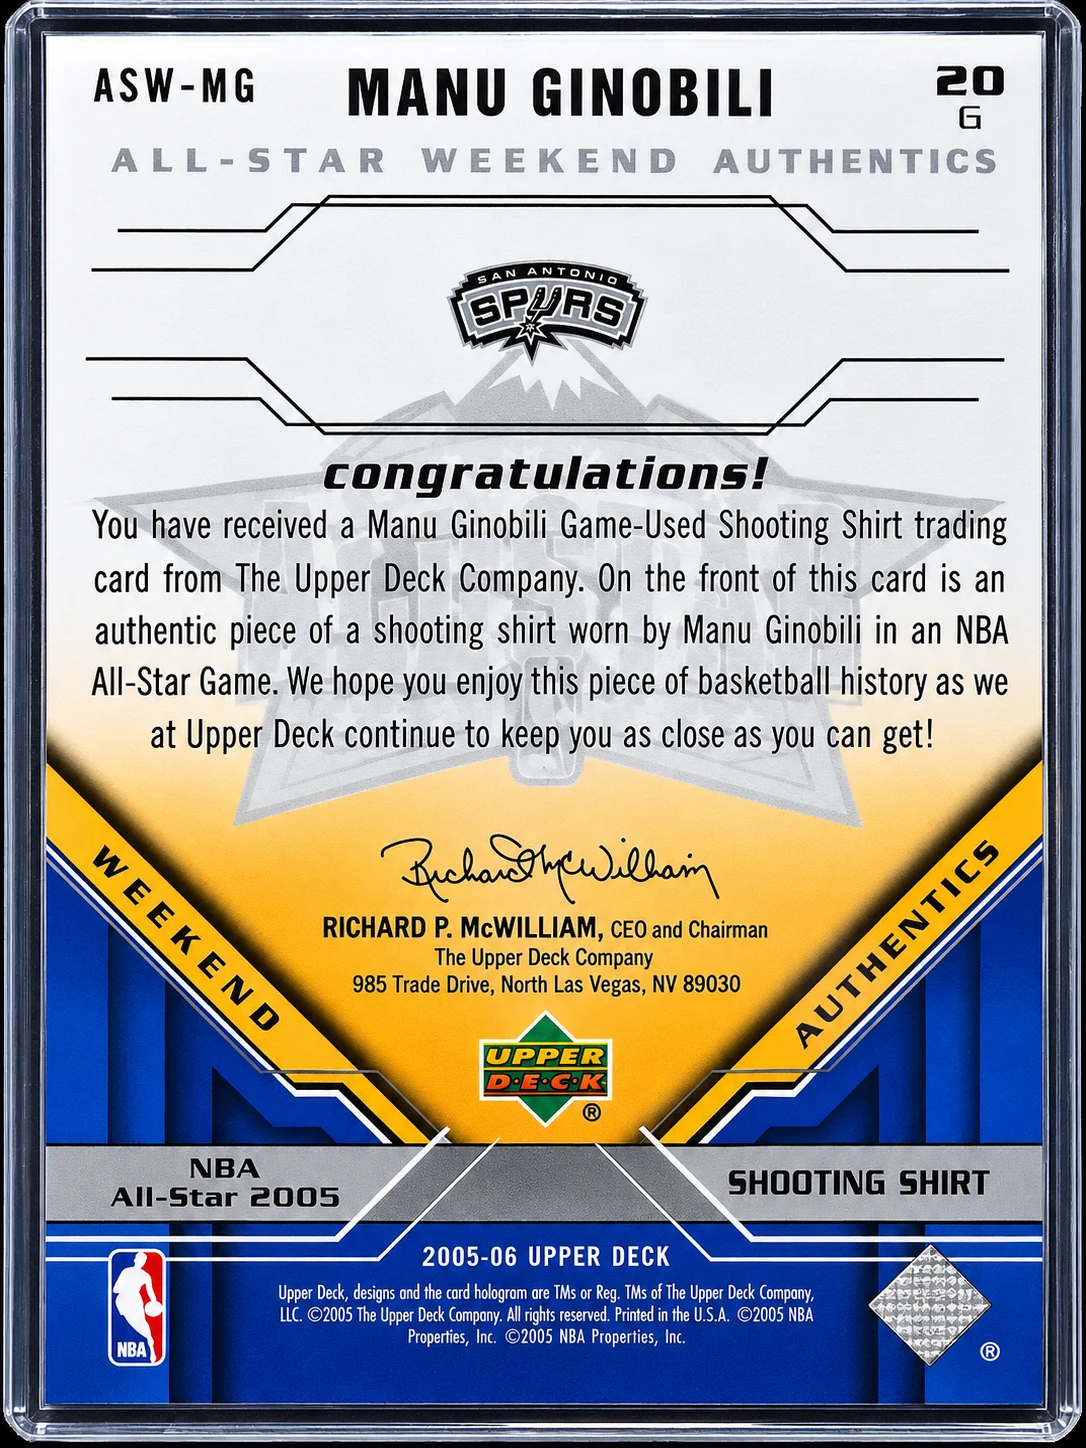 ASW-MG
MANU GINOBILI
20
G
ALL-STAR WEEKEND AUTHENTICS
SAN ANTONIO
SPURS
congratulations!
You have received a Manu Ginobili Game-Used Shooting Shirt trading
card from The Upper Deck Company. On the front of this card is an
authentic piece of a shooting shirt worn by Manu Ginobili in an NBA
All-Star Game. We hope you enjoy this piece of basketball history as we
at Upper Deck continue to keep you as close as you can get!
Richard McWilliam
RICHARD P. McWILLIAM, CEO and Chairman
The Upper Deck Company
985 Trade Drive, North Las Vegas, NV 89030
WEEKEND
AUTHENTICS
UPPER
D·E·C·K
®
NBA
All-Star 2005
SHOOTING SHIRT
2005-06 UPPER DECK
Upper Deck, designs and the card hologram are TMs or Reg. TMs of The Upper Deck Company,
LLC. ©2005 The Upper Deck Company. All rights reserved. Printed in the U.S.A. ©2005 NBA
Properties, Inc. ©2005 NBA Properties, Inc.
NBA
®